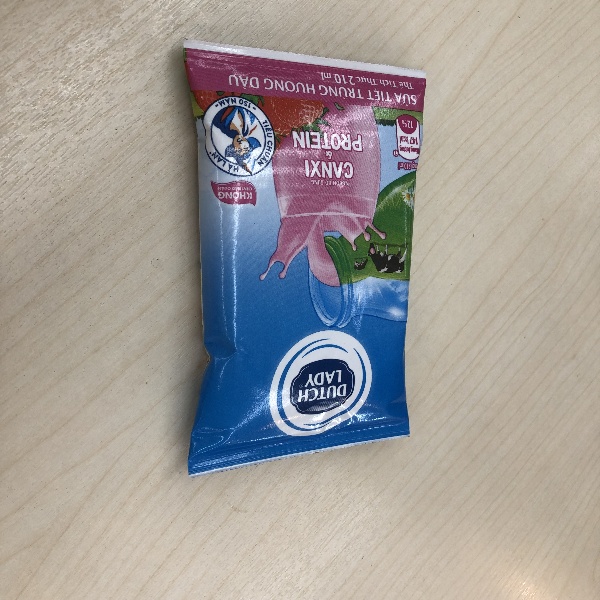 DUTCH
LADY
CANXI
&
PROTEIN
KHÔNG
HÀ LAN
TIÊU CHUẨN
- 150 NĂM -
12%
SỮA TIỆT TRÙNG HƯƠNG DÂU
Thể Tích Thực 210 ml.